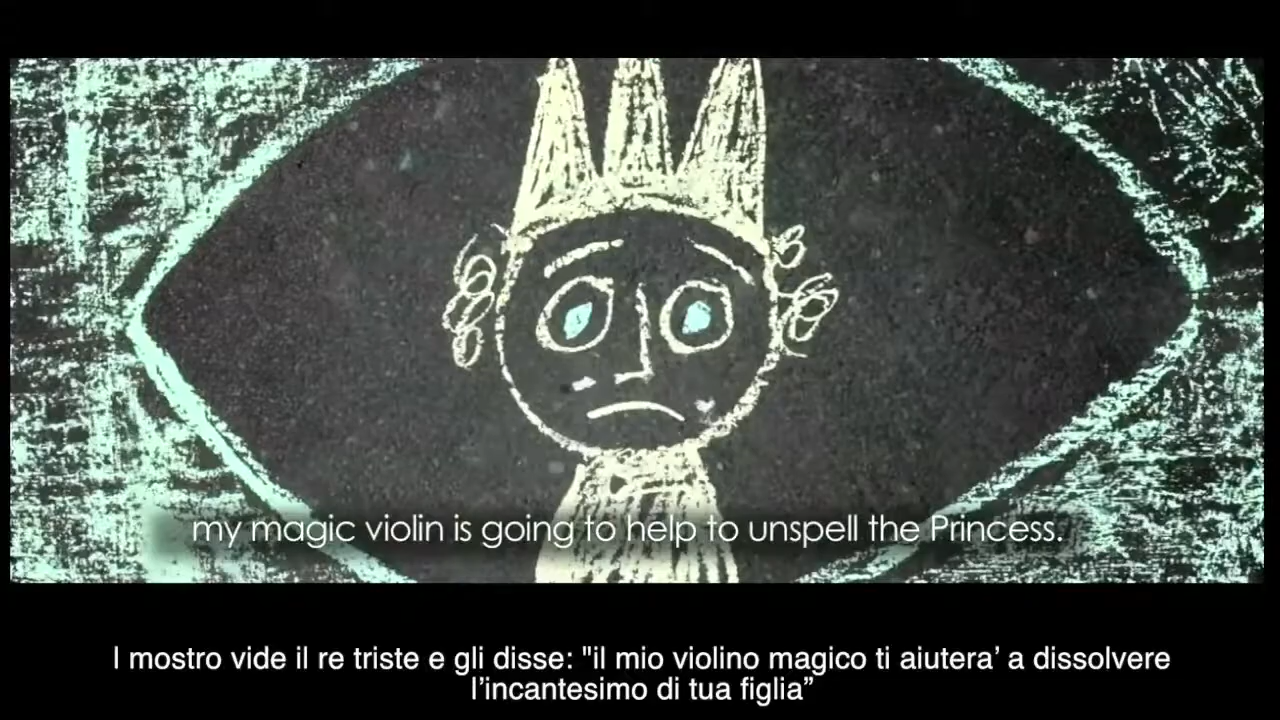 my magic violin is going to help to unspell the Princess.
I mostro vide il re triste e gli disse: "il mio violino magico ti aiutera’ a dissolvere
l’incantesimo di tua figlia”